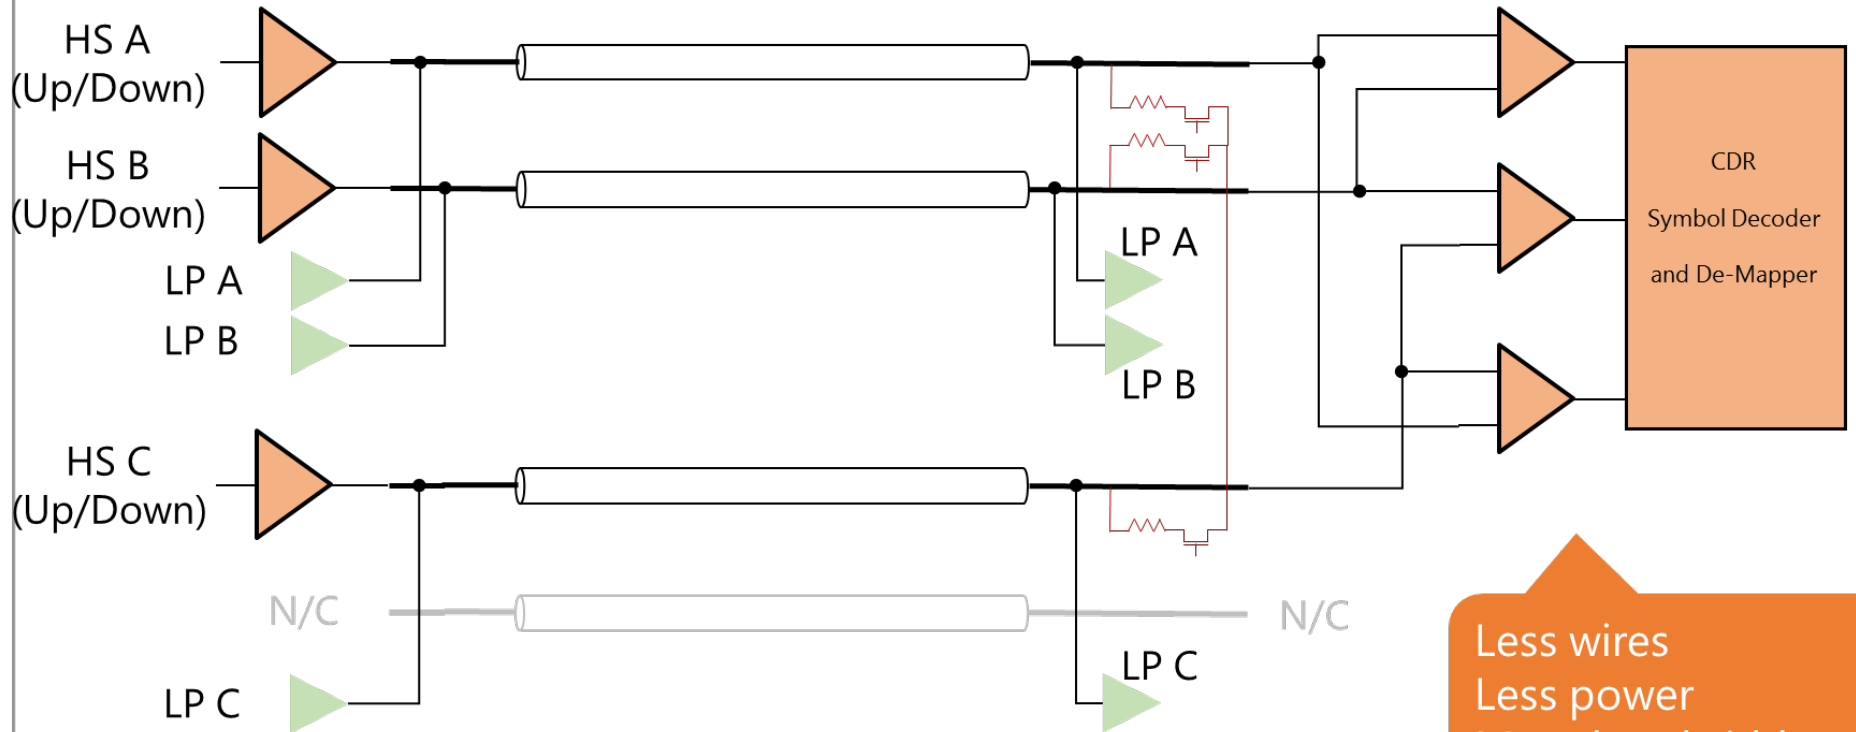 HS A
(Up/Down)
HS B
(Up/Down)
LP A
LP B
LP A
LP B
CDR
Symbol Decoder
and De-Mapper
HS C
(Up/Down)
N/C
N/C
LP C
LP C
Less wires
Less power